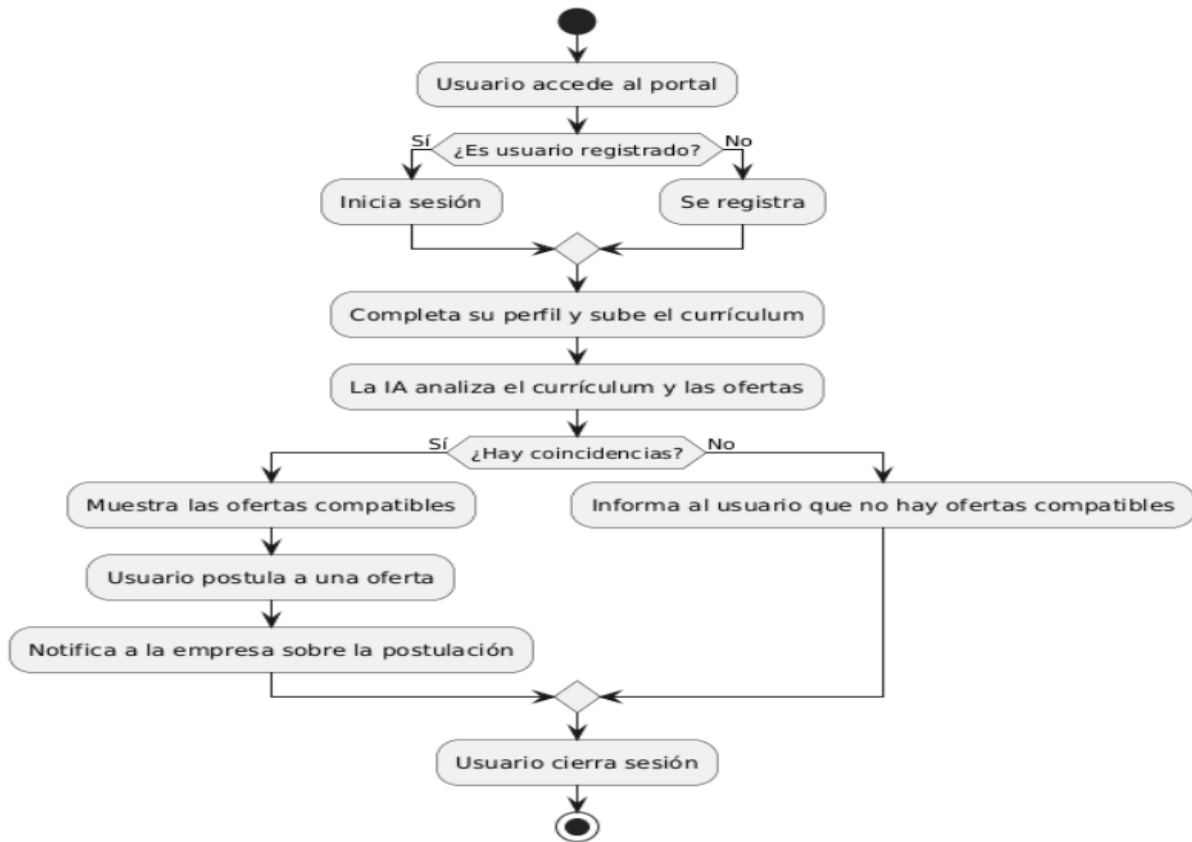 Usuario accede al portal
Sí
¿Es usuario registrado?
No
Inicia sesión
Se registra
Completa su perfil y sube el currículum
La IA analiza el currículum y las ofertas
Sí
¿Hay coincidencias?
No
Muestra las ofertas compatibles
Informa al usuario que no hay ofertas compatibles
Usuario postula a una oferta
Notifica a la empresa sobre la postulación
Usuario cierra sesión